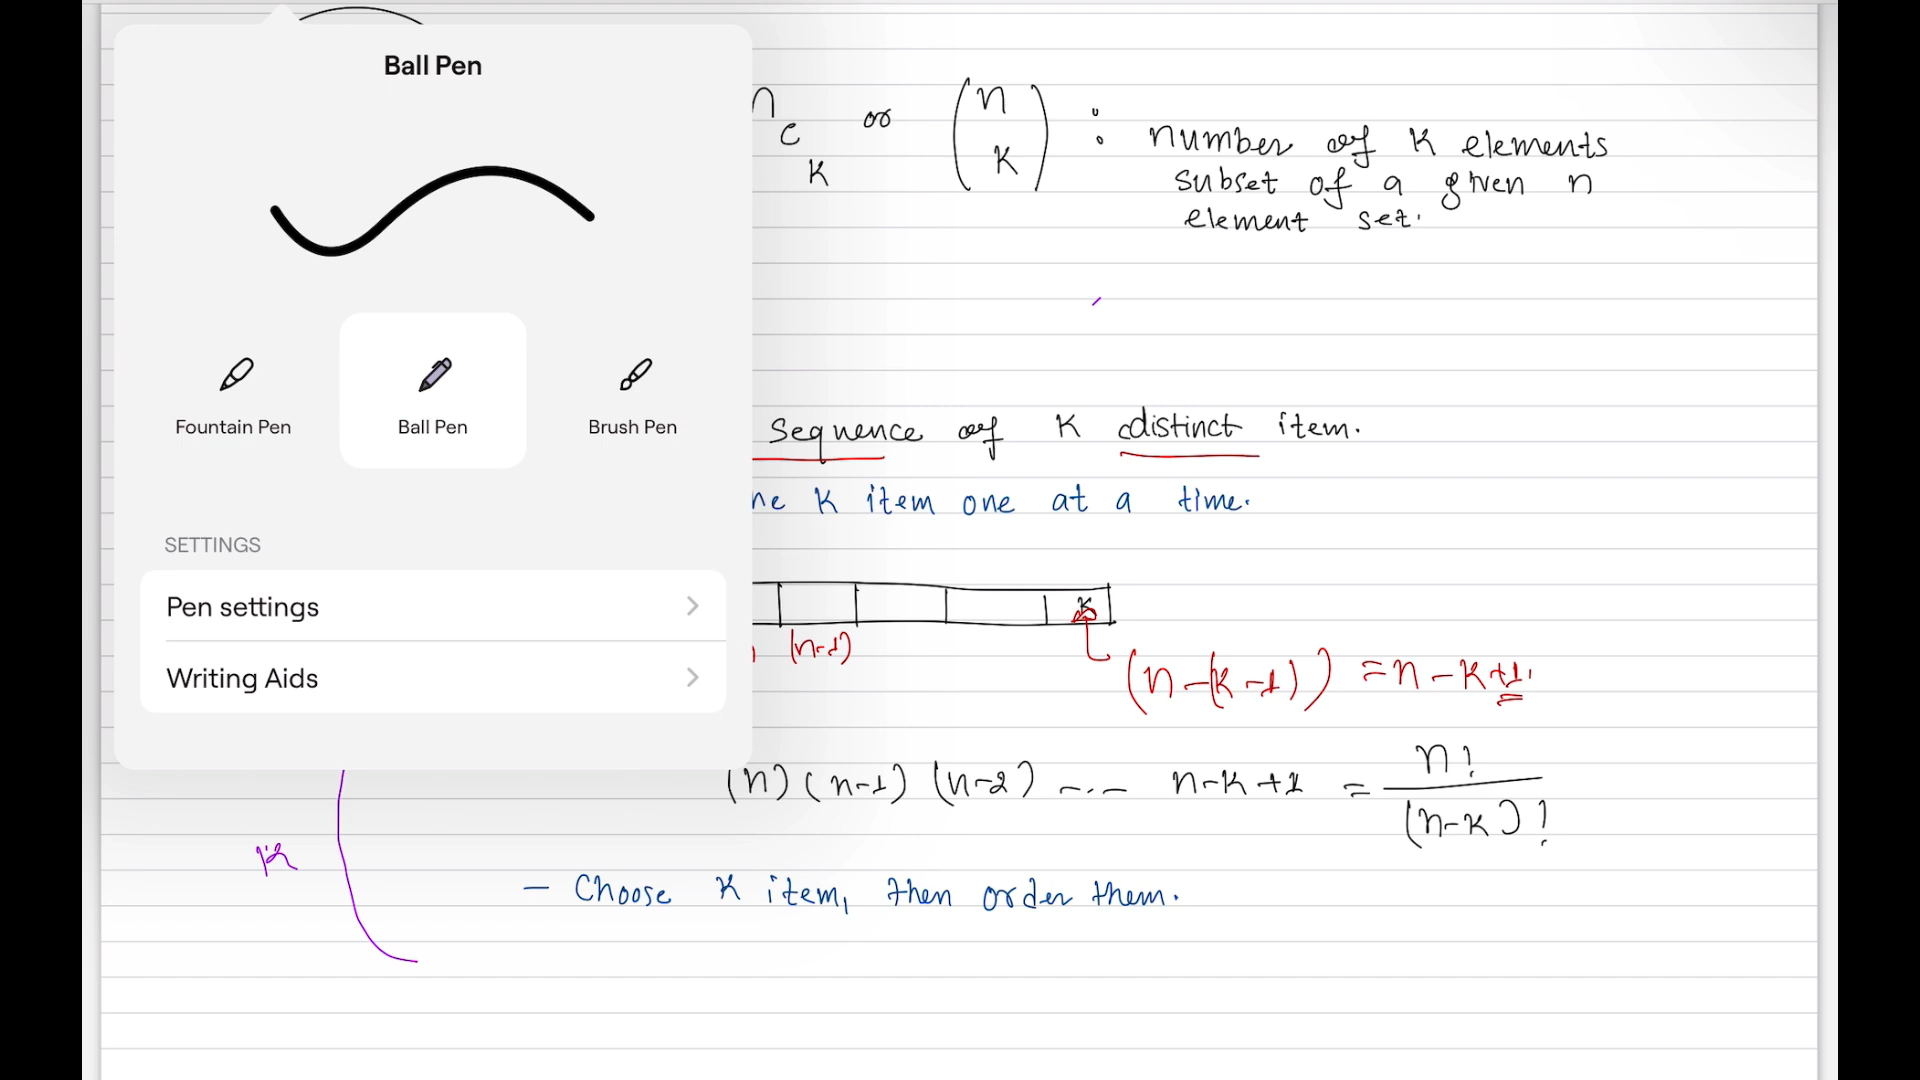 Ball Pen
n c k or ( n k ) : number of k elements
subset of a given n
element set.
Fountain Pen
Ball Pen
Brush Pen
sequence of k distinct item.
k item one at a time.
SETTINGS
Pen settings
Writing Aids
k
(n-1)
(n-(k-1)) = n-k+1.
(n) (n-1) (n-2) ---- n-k+1 = n! / (n-k)!
k
- Choose k item, then order them.